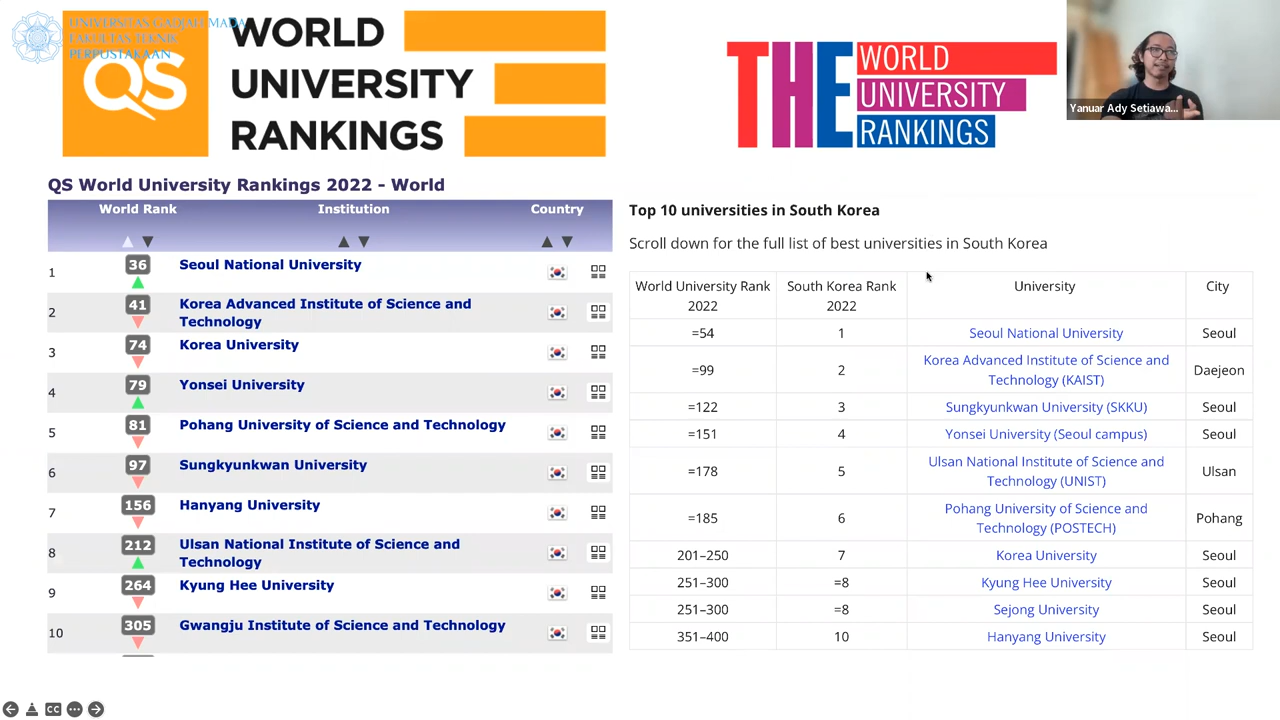 UNIVERSITAS GADJAH MADA
FAKULTAS TEKNIK
PERPUSTAKAAN
QS
WORLD
UNIVERSITY
RANKINGS
THE
WORLD
UNIVERSITY
RANKINGS
Yanuar Ady Setiawa...
QS World University Rankings 2022 - World
World Rank Institution Country
1 36 Seoul National University
2 41 Korea Advanced Institute of Science and
Technology
3 74 Korea University
4 79 Yonsei University
5 81 Pohang University of Science and Technology
6 97 Sungkyunkwan University
7 156 Hanyang University
8 212 Ulsan National Institute of Science and
Technology
9 264 Kyung Hee University
10 305 Gwangju Institute of Science and Technology
Top 10 universities in South Korea
Scroll down for the full list of best universities in South Korea
World University Rank South Korea Rank University City
2022 2022
=54 1 Seoul National University Seoul
=99 2 Korea Advanced Institute of Science and Daejeon
Technology (KAIST)
=122 3 Sungkyunkwan University (SKKU) Seoul
=151 4 Yonsei University (Seoul campus) Seoul
=178 5 Ulsan National Institute of Science and Ulsan
Technology (UNIST)
=185 6 Pohang University of Science and Pohang
Technology (POSTECH)
201–250 7 Korea University Seoul
251–300 =8 Kyung Hee University Seoul
251–300 =8 Sejong University Seoul
351–400 10 Hanyang University Seoul
CC